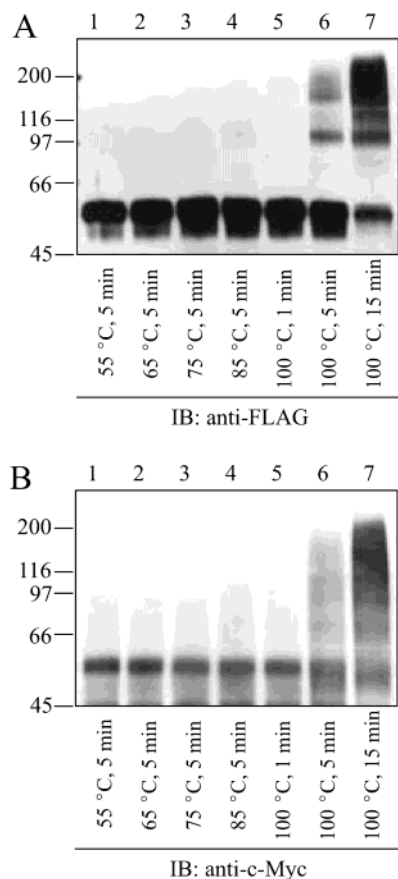 A
1 2 3 4 5 6 7
200
116
97
66
45
55 °C, 5 min
65 °C, 5 min
75 °C, 5 min
85 °C, 5 min
100 °C, 1 min
100 °C, 5 min
100 °C, 15 min
IB: anti-FLAG
B
1 2 3 4 5 6 7
200
116
97
66
45
55 °C, 5 min
65 °C, 5 min
75 °C, 5 min
85 °C, 5 min
100 °C, 1 min
100 °C, 5 min
100 °C, 15 min
IB: anti-c-Myc